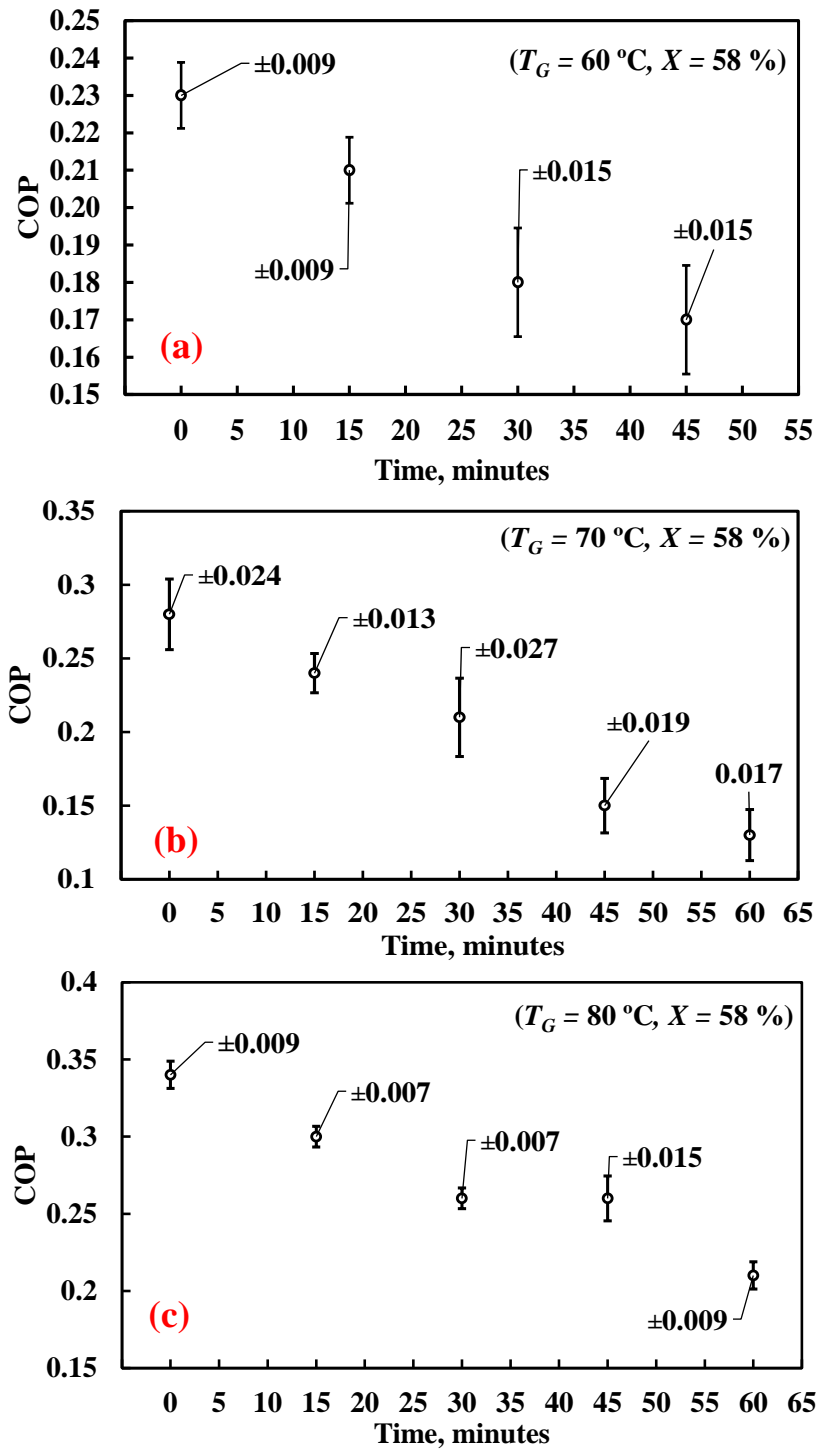 0.25
0.24
0.23
0.22
0.21
0.20
0.19
0.18
0.17
0.16
0.15
COP
(T_G = 60 ºC, X = 58 %)
±0.009
±0.009
±0.015
±0.015
(a)
0 5 10 15 20 25 30 35 40 45 50 55
Time, minutes
0.35
0.3
0.25
0.2
0.15
0.1
COP
(T_G = 70 ºC, X = 58 %)
±0.024
±0.013
±0.027
±0.019
0.017
(b)
0 5 10 15 20 25 30 35 40 45 50 55 60 65
Time, minutes
0.4
0.35
0.3
0.25
0.2
0.15
COP
(T_G = 80 ºC, X = 58 %)
±0.009
±0.007
±0.007
±0.015
±0.009
(c)
0 5 10 15 20 25 30 35 40 45 50 55 60 65
Time, minutes